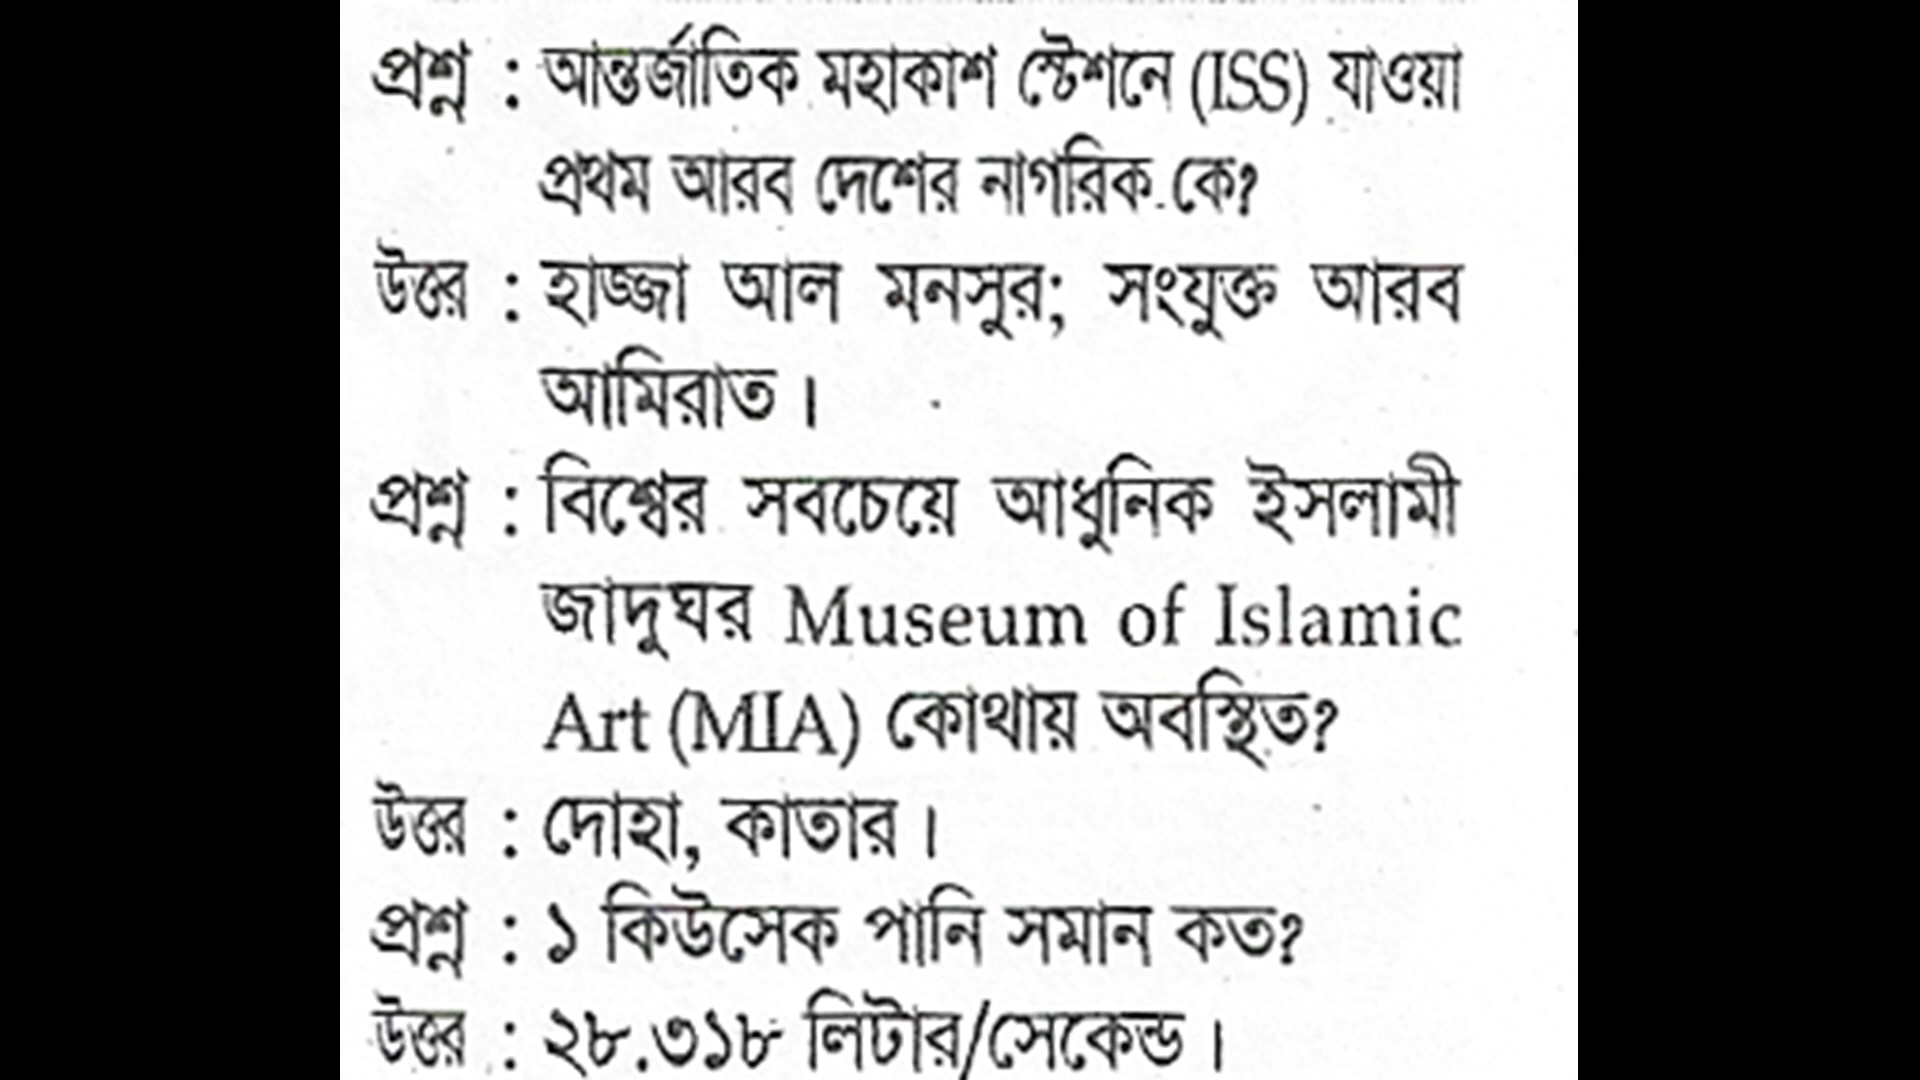 প্রশ্ন : আন্তর্জাতিক মহাকাশ স্টেশনে (ISS) যাওয়া
প্রথম আরব দেশের নাগরিক কে?
উত্তর : হাজ্জা আল মনসুর; সংযুক্ত আরব
আমিরাত।
প্রশ্ন : বিশ্বের সবচেয়ে আধুনিক ইসলামী
জাদুঘর Museum of Islamic
Art (MIA) কোথায় অবস্থিত?
উত্তর : দোহা, কাতার।
প্রশ্ন : ১ কিউসেক পানি সমান কত?
উত্তর : ২৮.৩১৮ লিটার/সেকেন্ড।